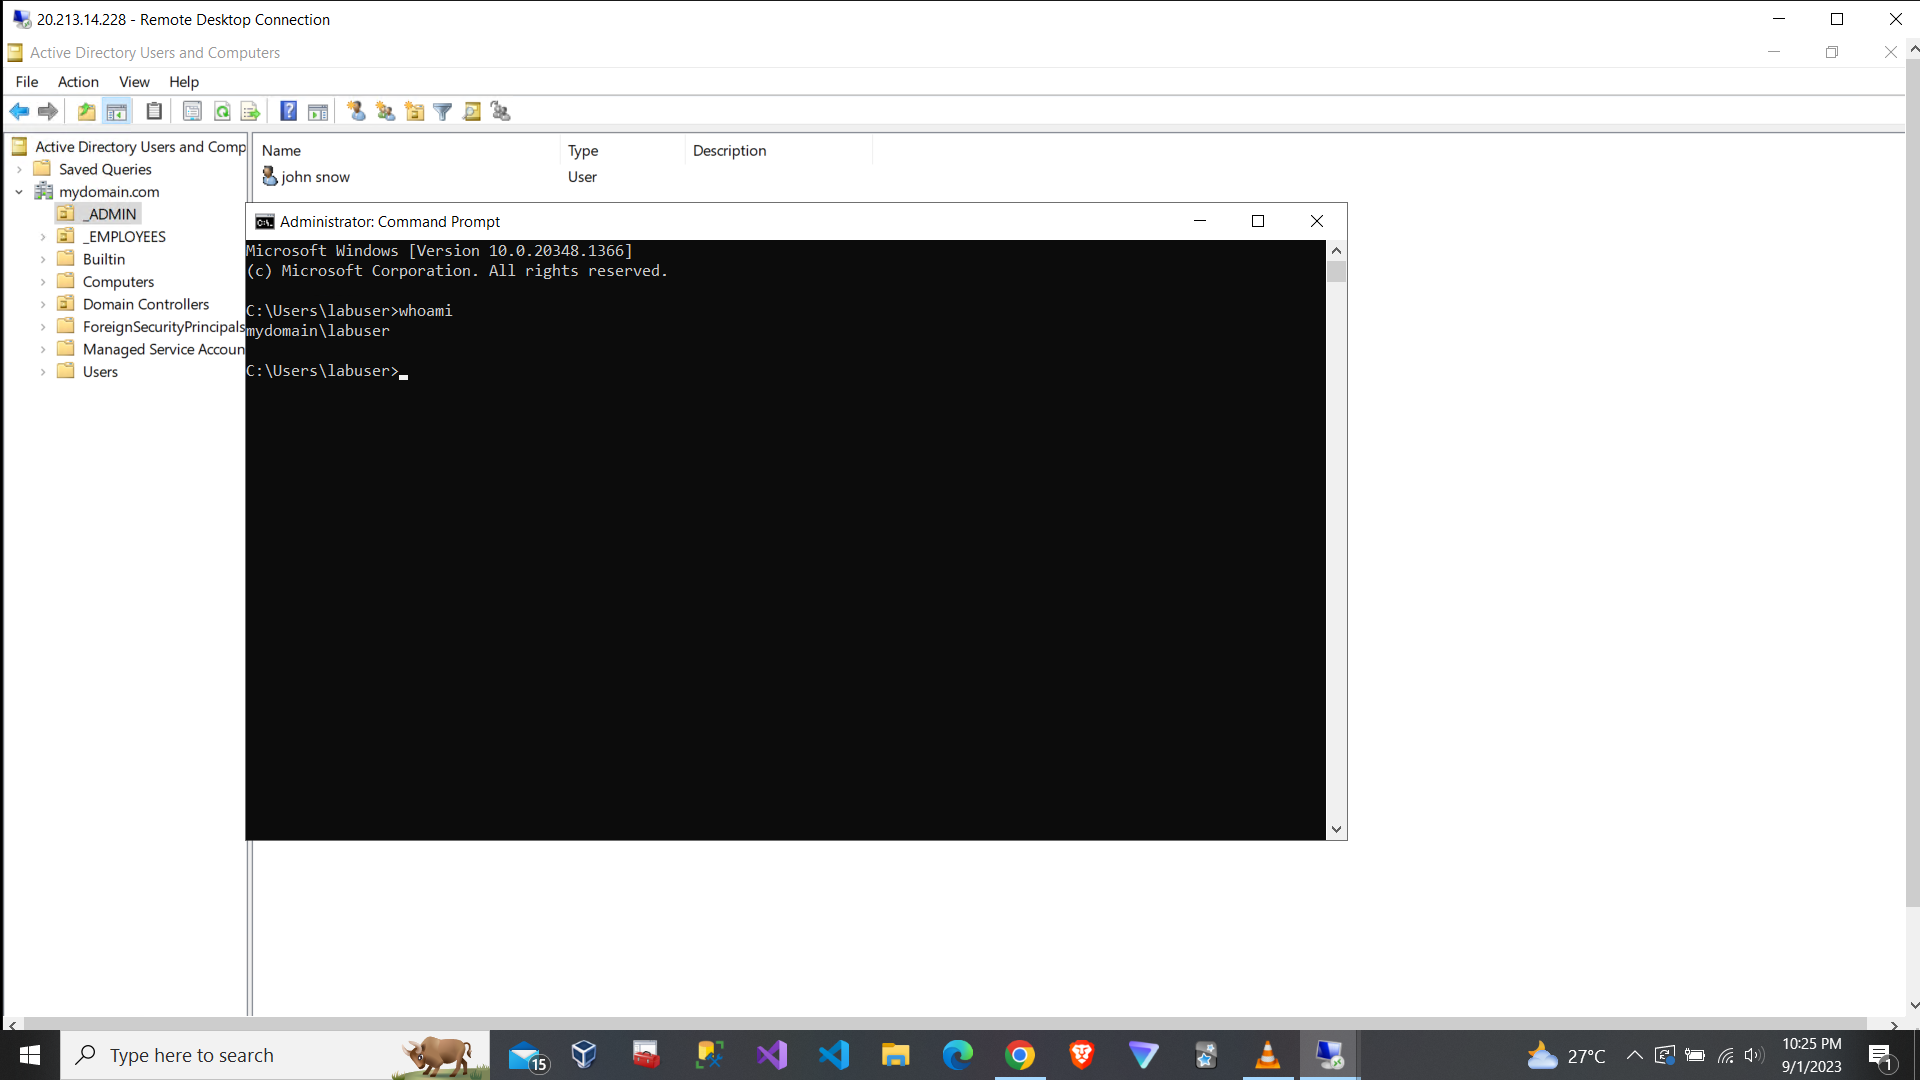 20.213.14.228 - Remote Desktop Connection
Active Directory Users and Computers
File Action View Help
Active Directory Users and Comp
Saved Queries
mydomain.com
_ADMIN
_EMPLOYEES
Builtin
Computers
Domain Controllers
ForeignSecurityPrincipals
Managed Service Accoun
Users
Name Type Description
john snow User
Administrator: Command Prompt
Microsoft Windows [Version 10.0.20348.1366]
(c) Microsoft Corporation. All rights reserved.
C:\Users\labuser>whoami
mydomain\labuser
C:\Users\labuser>
Type here to search
15
27°C
10:25 PM
9/1/2023
1